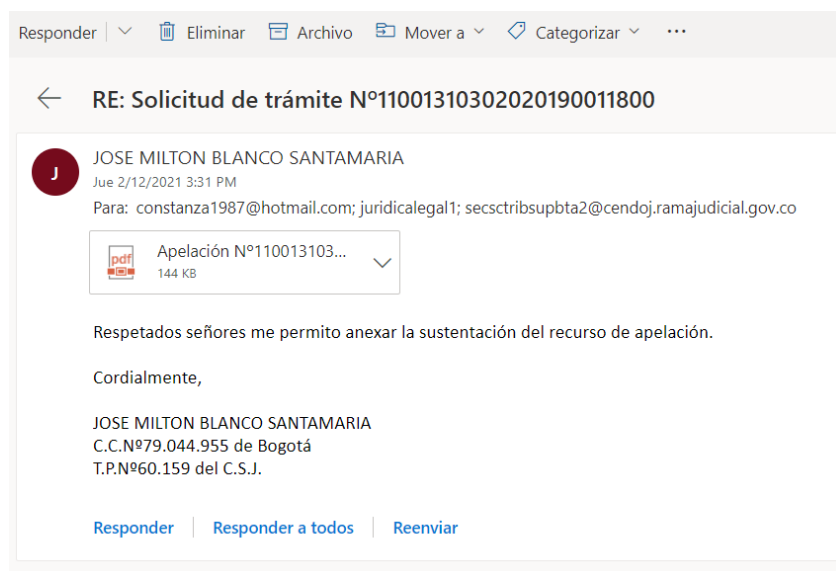 Responder Eliminar Archivo Mover a Categorizar ...
RE: Solicitud de trámite Nº11001310302020190011800
J
JOSE MILTON BLANCO SANTAMARIA
Jue 2/12/2021 3:31 PM
Para: constanza1987@hotmail.com; juridicalegal1; secsctribsupbta2@cendoj.ramajudicial.gov.co
pdf
Apelación Nº110013103...
144 KB
Respetados señores me permito anexar la sustentación del recurso de apelación.
Cordialmente,
JOSE MILTON BLANCO SANTAMARIA
C.C.Nº79.044.955 de Bogotá
T.P.Nº60.159 del C.S.J.
Responder Responder a todos Reenviar